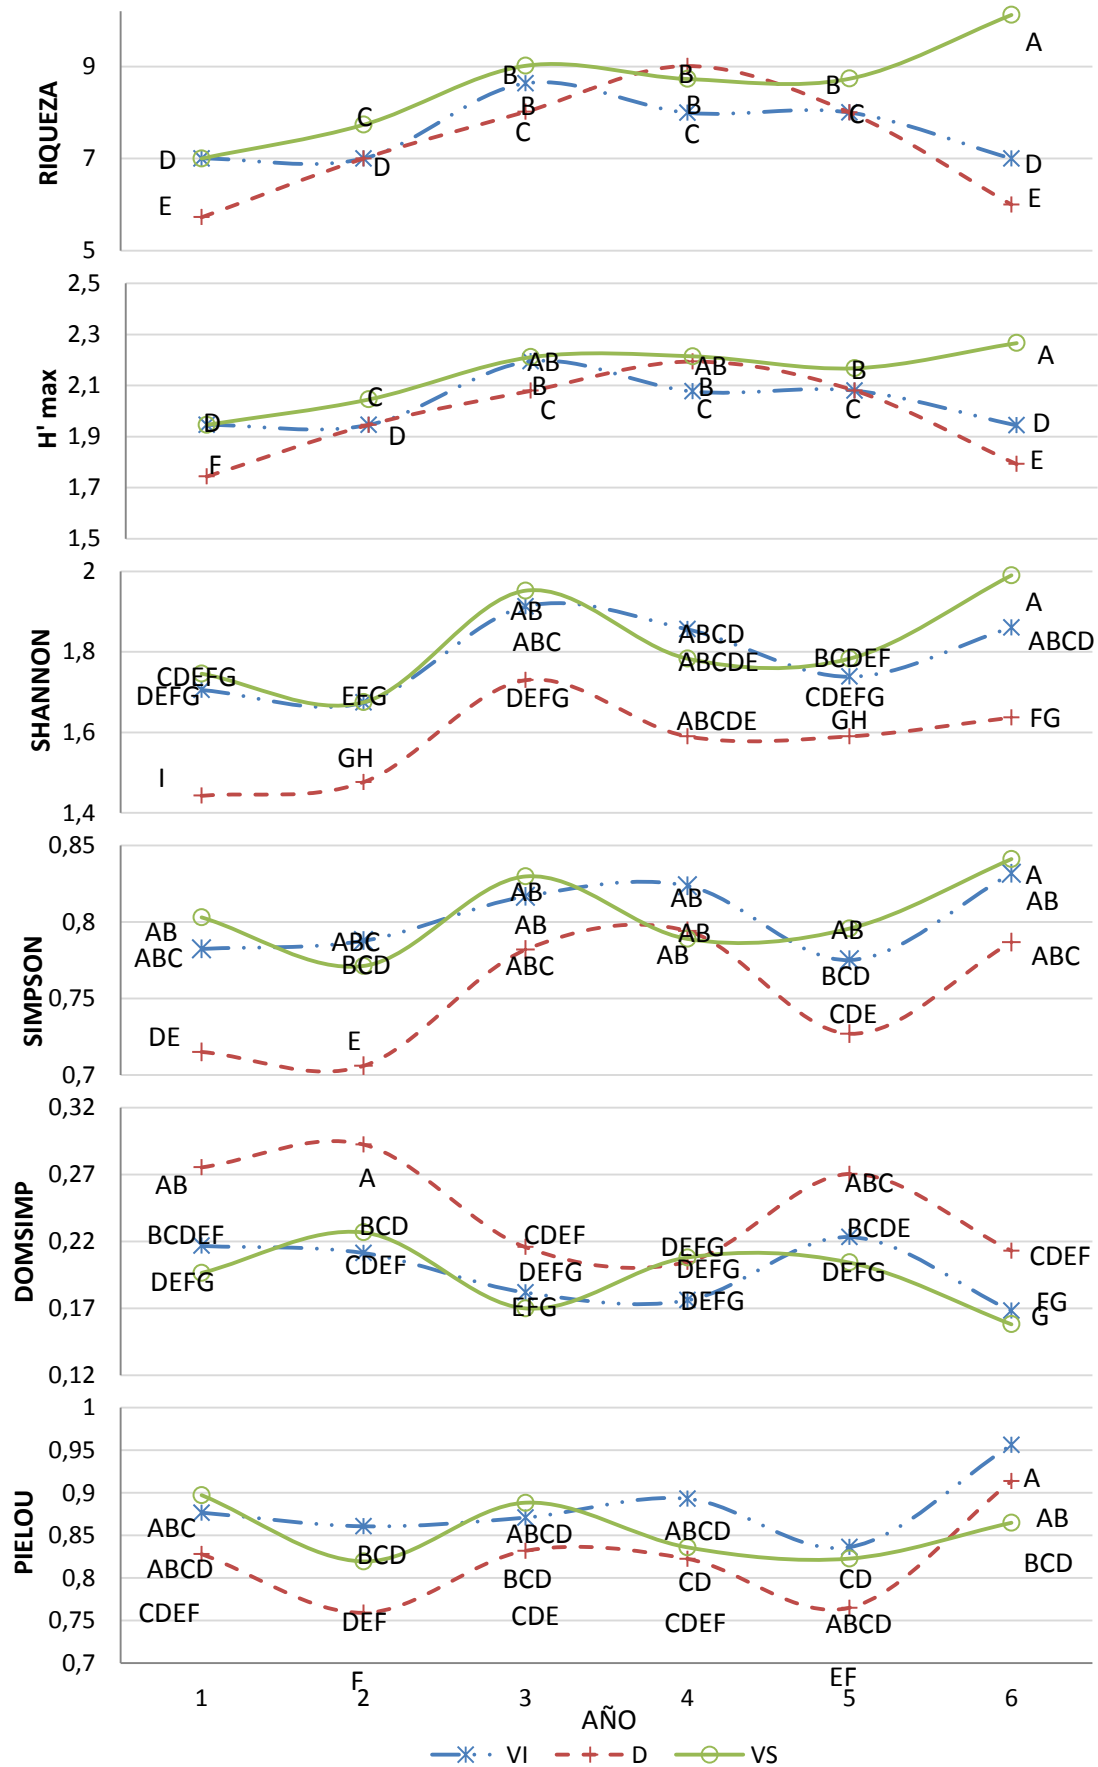 RIQUEZA
9
7
5
A
B
B
B
C
B
B
C
C
C
D
D
D
E
E
H' max
2,5
2,3
2,1
1,9
1,7
1,5
A
AB
AB
B
C
B
B
C
C
C
D
D
D
F
E
SHANNON
2
1,8
1,6
1,4
AB
A
ABC
ABCD
ABCD
ABCDE
BCDEF
CDEFG
DEFG
EFG
DEFG
CDEFG
ABCDE
GH
FG
GH
I
SIMPSON
0,85
0,8
0,75
0,7
A
AB
AB
AB
AB
AB
AB
AB
AB
ABC
BCD
ABC
ABC
BCD
ABC
DE
E
CDE
DOMSIMP
0,32
0,27
0,22
0,17
0,12
AB
A
ABC
BCDEF
BCD
CDEF
DEFG
BCDE
CDEF
CDEF
DEFG
DEFG
DEFG
DEFG
EFG
DEFG
FG
G
PIELOU
1
0,95
0,9
0,85
0,8
0,75
0,7
A
AB
ABC
ABCD
ABCD
BCD
BCD
ABCD
BCD
CD
CD
CDEF
DEF
CDE
CDEF
ABCD
F
EF
1 2 3 4 5 6
AÑO
VI D VS